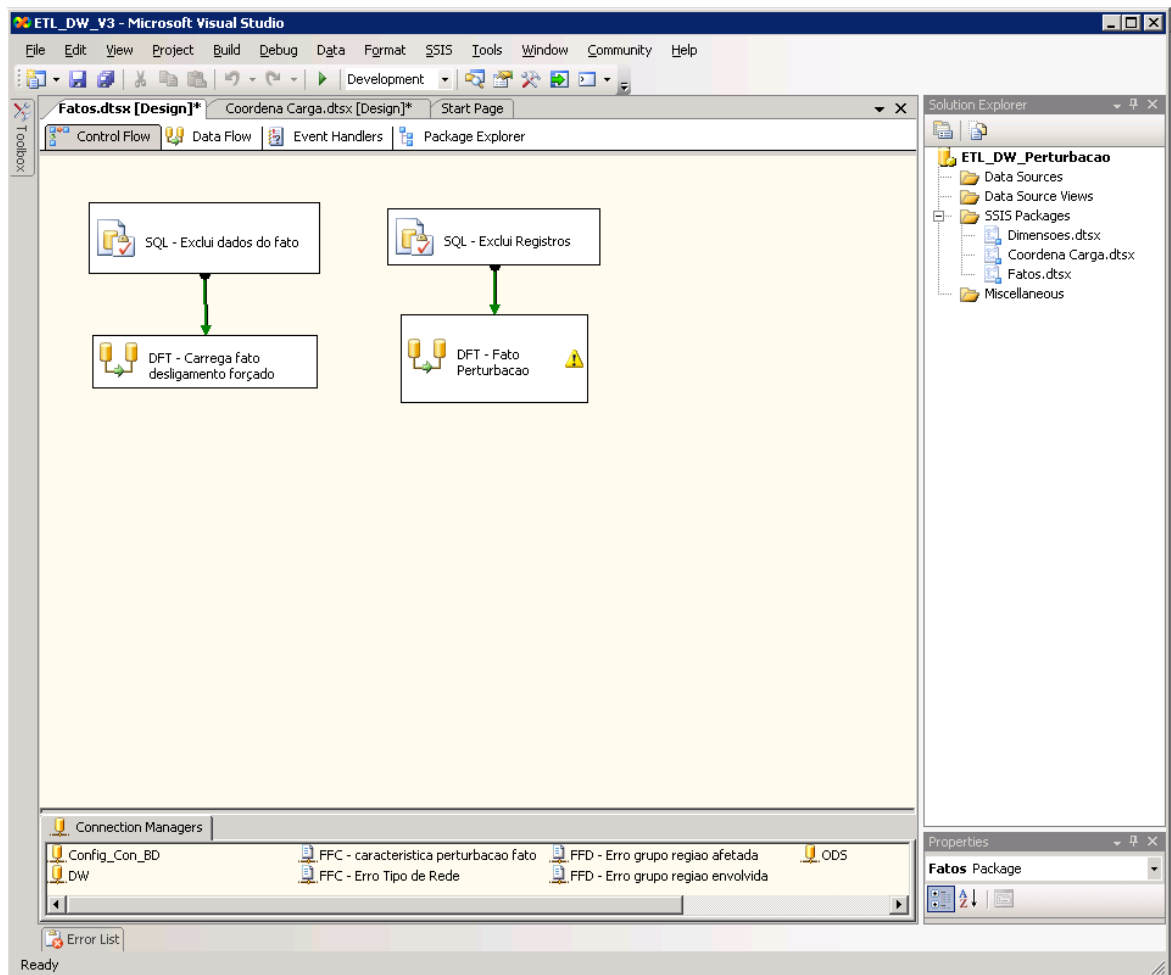 ETL_DW_V3 - Microsoft Visual Studio
File Edit View Project Build Debug Data Format SSIS Tools Window Community Help
Development
Toolbox
Fatos.dtsx [Design]* Coordena Carga.dtsx [Design]* Start Page
Control Flow Data Flow Event Handlers Package Explorer
SQL - Exclui dados do fato
SQL - Exclui Registros
DFT - Carrega fato
desligamento forçado
DFT - Fato
Perturbacao
Connection Managers
Config_Con_BD FFC - caracteristica perturbacao fato FFD - Erro grupo regiao afetada ODS
DW FFC - Erro Tipo de Rede FFD - Erro grupo regiao envolvida
Error List
Ready
Solution Explorer
ETL_DW_Perturbacao
Data Sources
Data Source Views
SSIS Packages
Dimensoes.dtsx
Coordena Carga.dtsx
Fatos.dtsx
Miscellaneous
Properties
Fatos Package